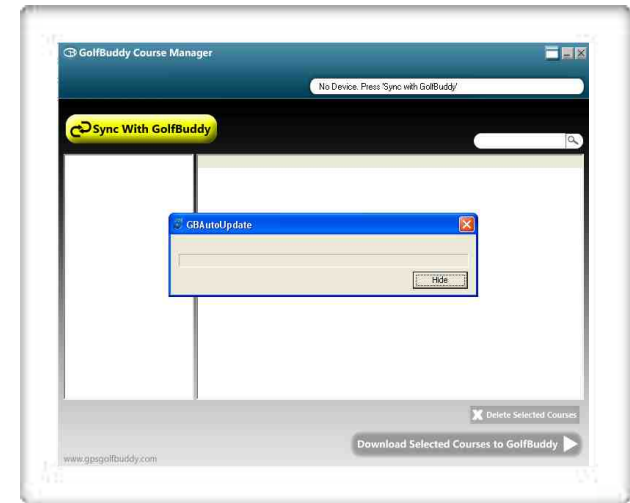 GolfBuddy Course Manager
No Device. Press 'Sync with GolfBuddy'
Sync With GolfBuddy
GBAutoUpdate
Hide
Delete Selected Courses
Download Selected Courses to GolfBuddy
www.gpsgolfbuddy.com